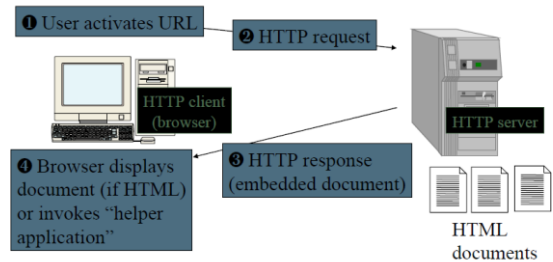 ❶ User activates URL
❷ HTTP request
HTTP client
(browser)
HTTP server
❹ Browser displays
document (if HTML)
or invokes “helper
application”
❸ HTTP response
(embedded document)
HTML
documents